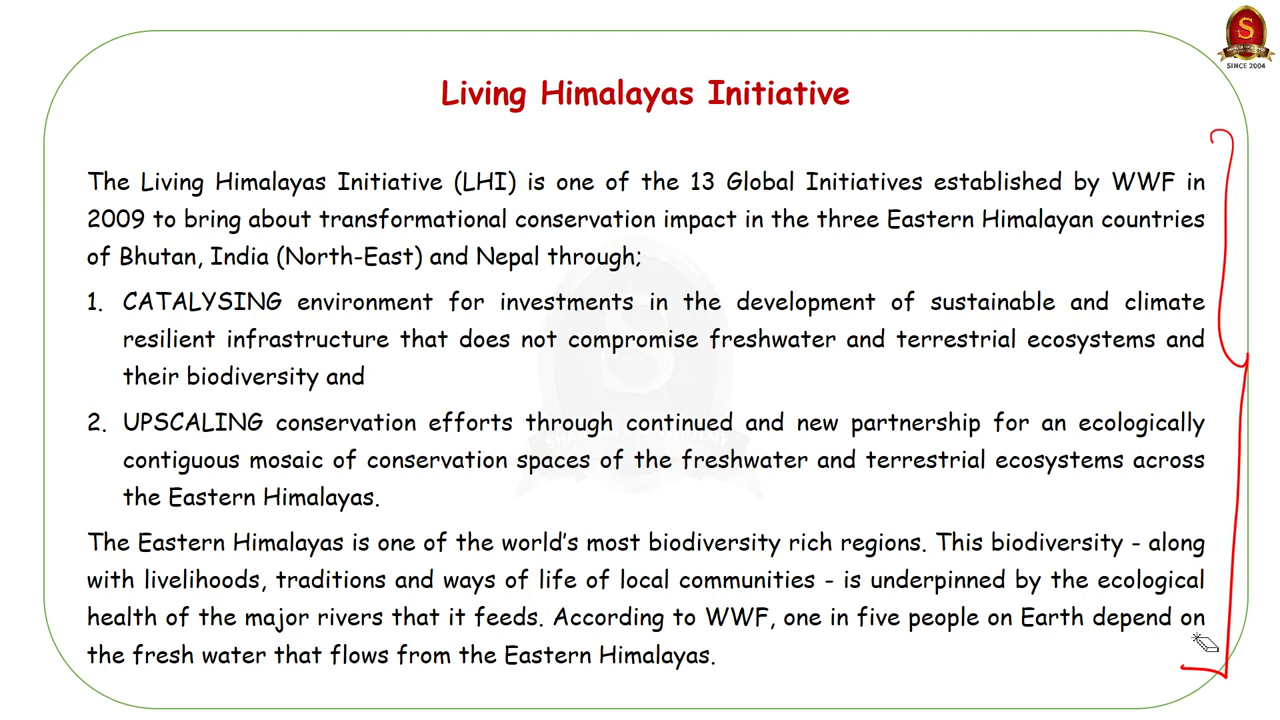 S
SINCE 2004
Living Himalayas Initiative
The Living Himalayas Initiative (LHI) is one of the 13 Global Initiatives established by WWF in
2009 to bring about transformational conservation impact in the three Eastern Himalayan countries
of Bhutan, India (North-East) and Nepal through;
1. CATALYSING environment for investments in the development of sustainable and climate
resilient infrastructure that does not compromise freshwater and terrestrial ecosystems and
their biodiversity and
2. UPSCALING conservation efforts through continued and new partnership for an ecologically
contiguous mosaic of conservation spaces of the freshwater and terrestrial ecosystems across
the Eastern Himalayas.
The Eastern Himalayas is one of the world's most biodiversity rich regions. This biodiversity - along
with livelihoods, traditions and ways of life of local communities - is underpinned by the ecological
health of the major rivers that it feeds. According to WWF, one in five people on Earth depend on
the fresh water that flows from the Eastern Himalayas.